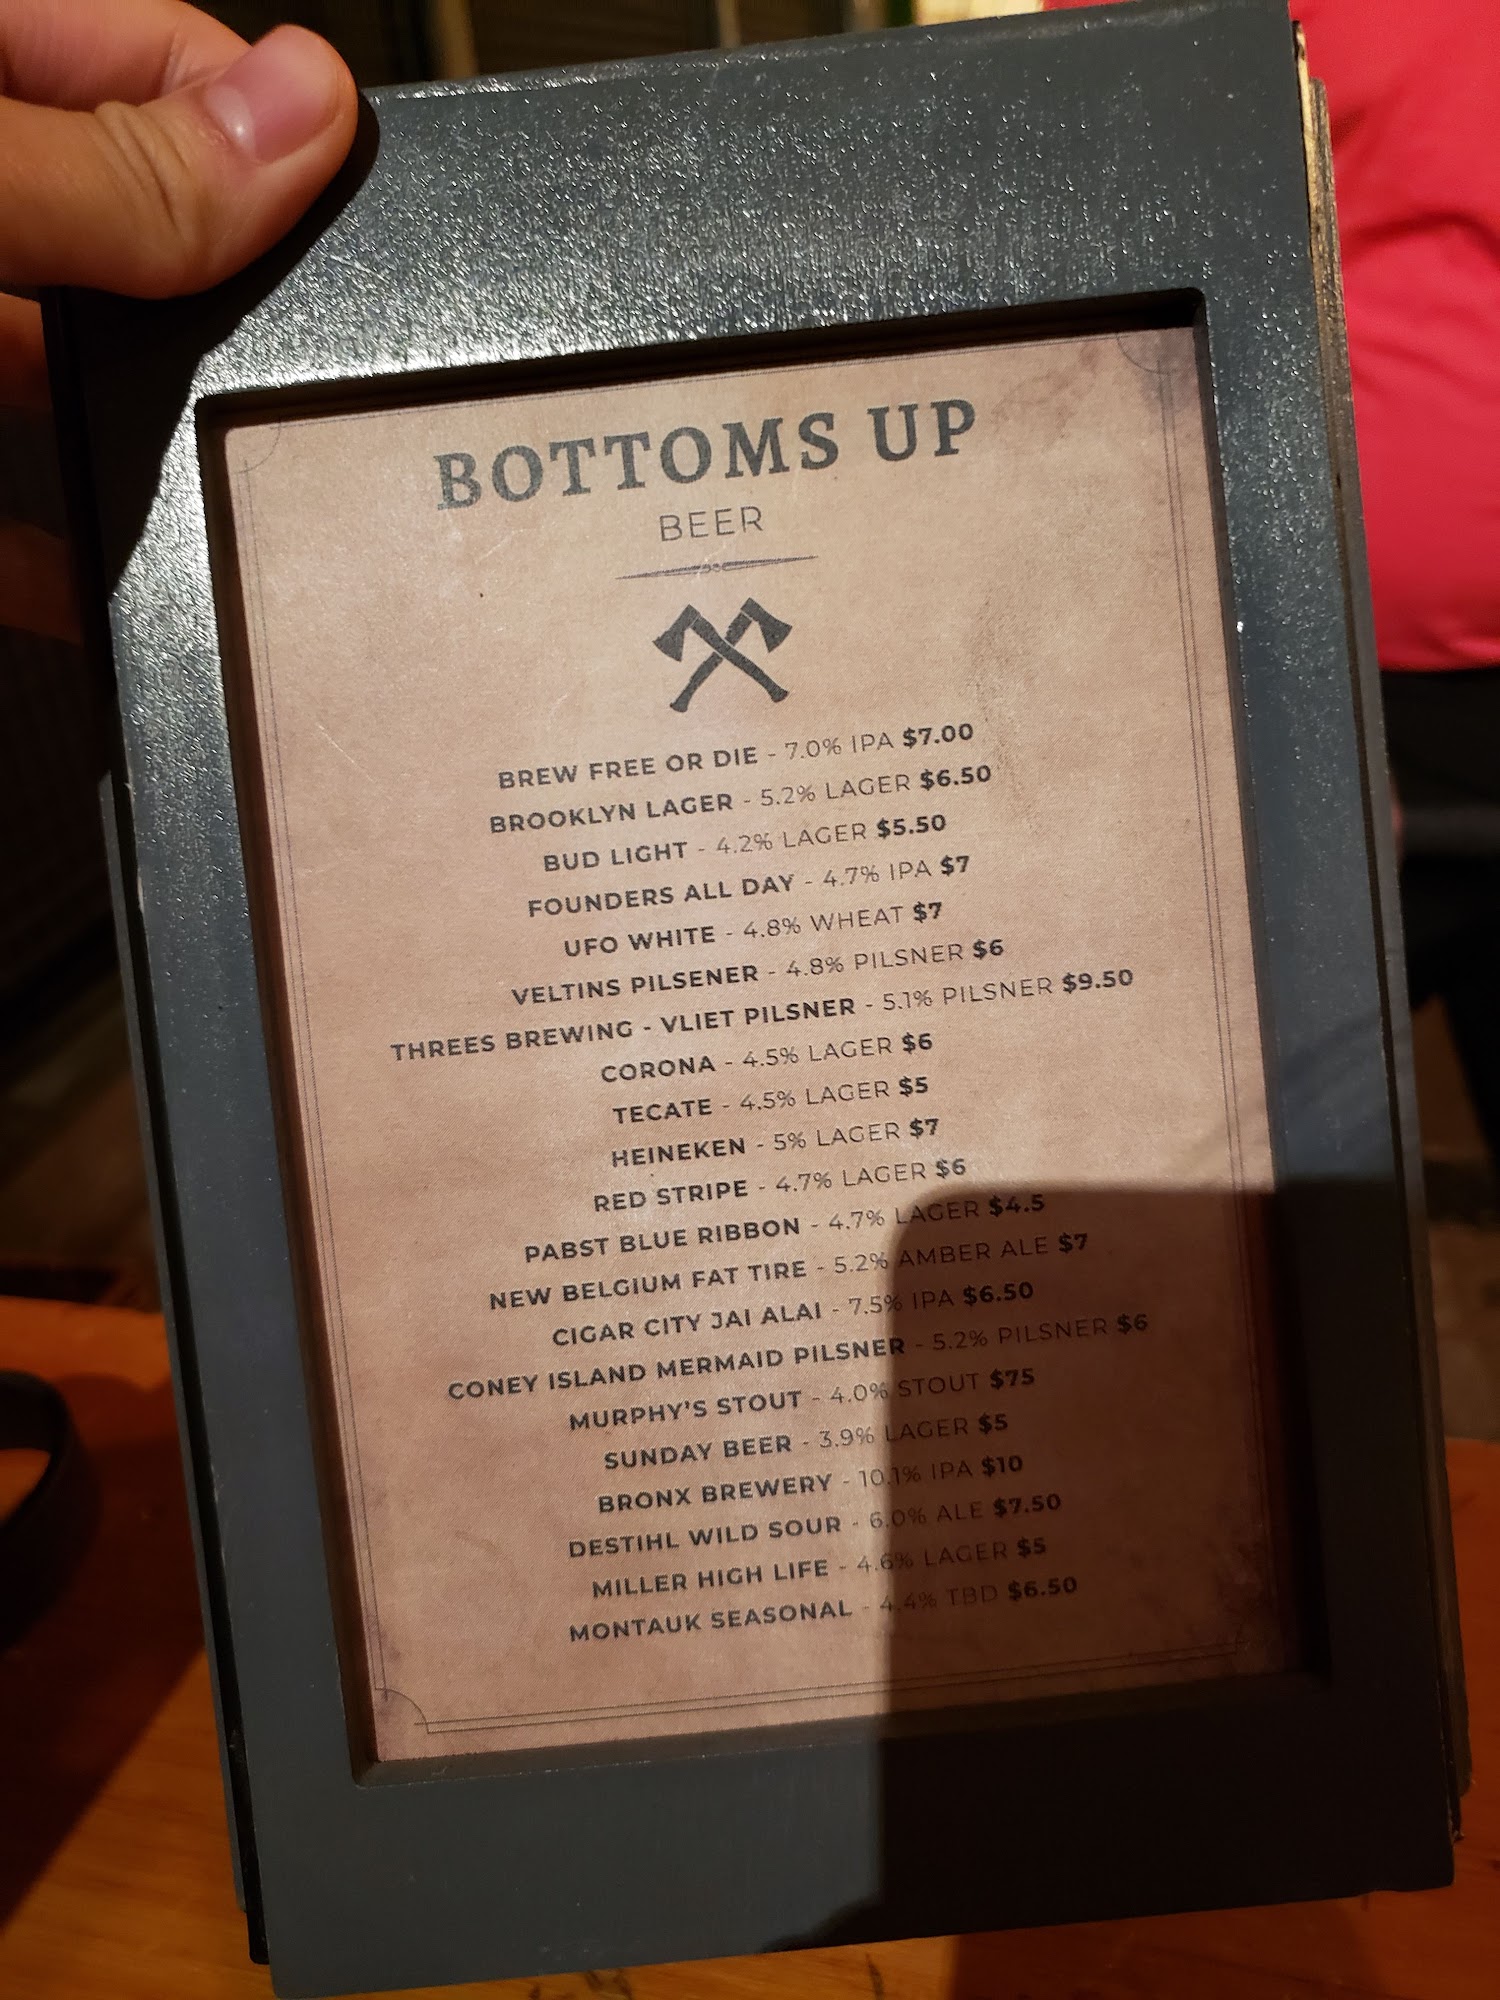 BOTTOMS UP
BEER
BREW FREE OR DIE - 7.0% IPA $7.00
BROOKLYN LAGER - 5.2% LAGER $6.50
BUD LIGHT - 4.2% LAGER $5.50
FOUNDERS ALL DAY - 4.7% IPA $7
UFO WHITE - 4.8% WHEAT $7
VELTINS PILSENER - 4.8% PILSNER $6
THREES BREWING - VLIET PILSNER - 5.1% PILSNER $9.50
CORONA - 4.5% LAGER $6
TECATE - 4.5% LAGER $5
HEINEKEN - 5% LAGER $7
RED STRIPE - 4.7% LAGER $6
PABST BLUE RIBBON - 4.7% LAGER $4.5
NEW BELGIUM FAT TIRE - 5.2% AMBER ALE $7
CIGAR CITY JAI ALAI - 7.5% IPA $6.50
CONEY ISLAND MERMAID PILSNER - 5.2% PILSNER $6
MURPHY'S STOUT - 4.0% STOUT $75
SUNDAY BEER - 3.9% LAGER $5
BRONX BREWERY - 10.1% IPA $10
DESTIHL WILD SOUR - 6.0% ALE $7.50
MILLER HIGH LIFE - 4.6% LAGER $5
MONTAUK SEASONAL - 4.4% TBD $6.50